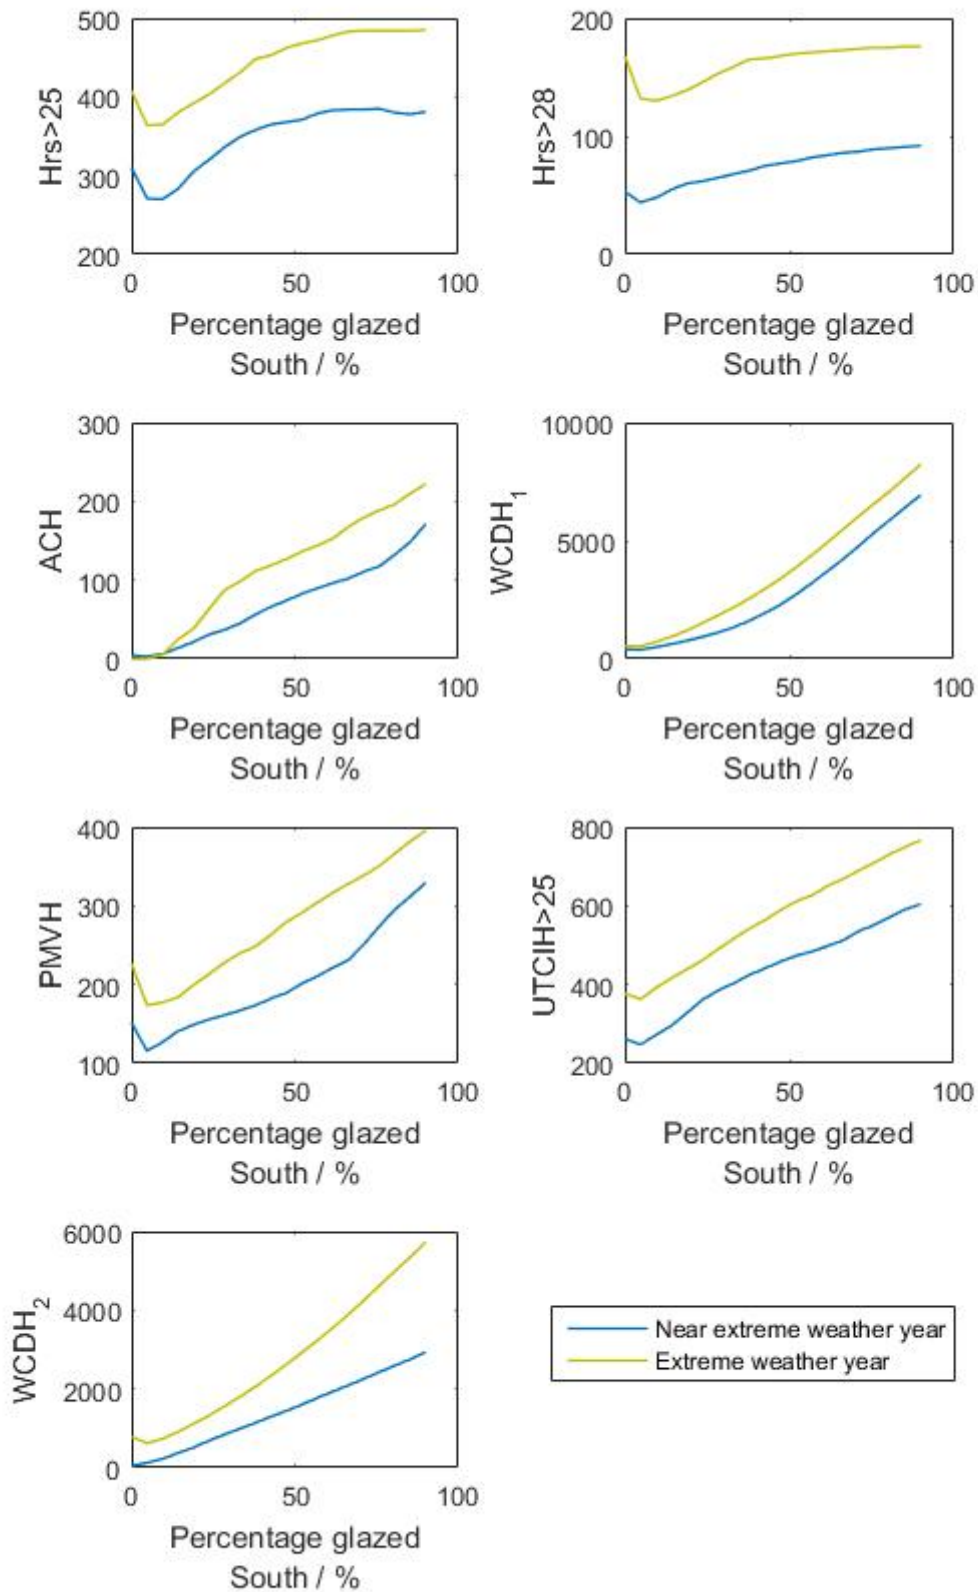 500
400
300
200
Hrs>25
0 50 100
Percentage glazed
South / %
200
100
0
Hrs>28
0 50 100
Percentage glazed
South / %
300
200
100
0
ACH
0 50 100
Percentage glazed
South / %
10000
5000
0
WCDH₁
0 50 100
Percentage glazed
South / %
400
300
200
100
PMVH
0 50 100
Percentage glazed
South / %
800
600
400
200
UTCIH>25
0 50 100
Percentage glazed
South / %
6000
4000
2000
0
WCDH₂
0 50 100
Percentage glazed
South / %
Near extreme weather year
Extreme weather year